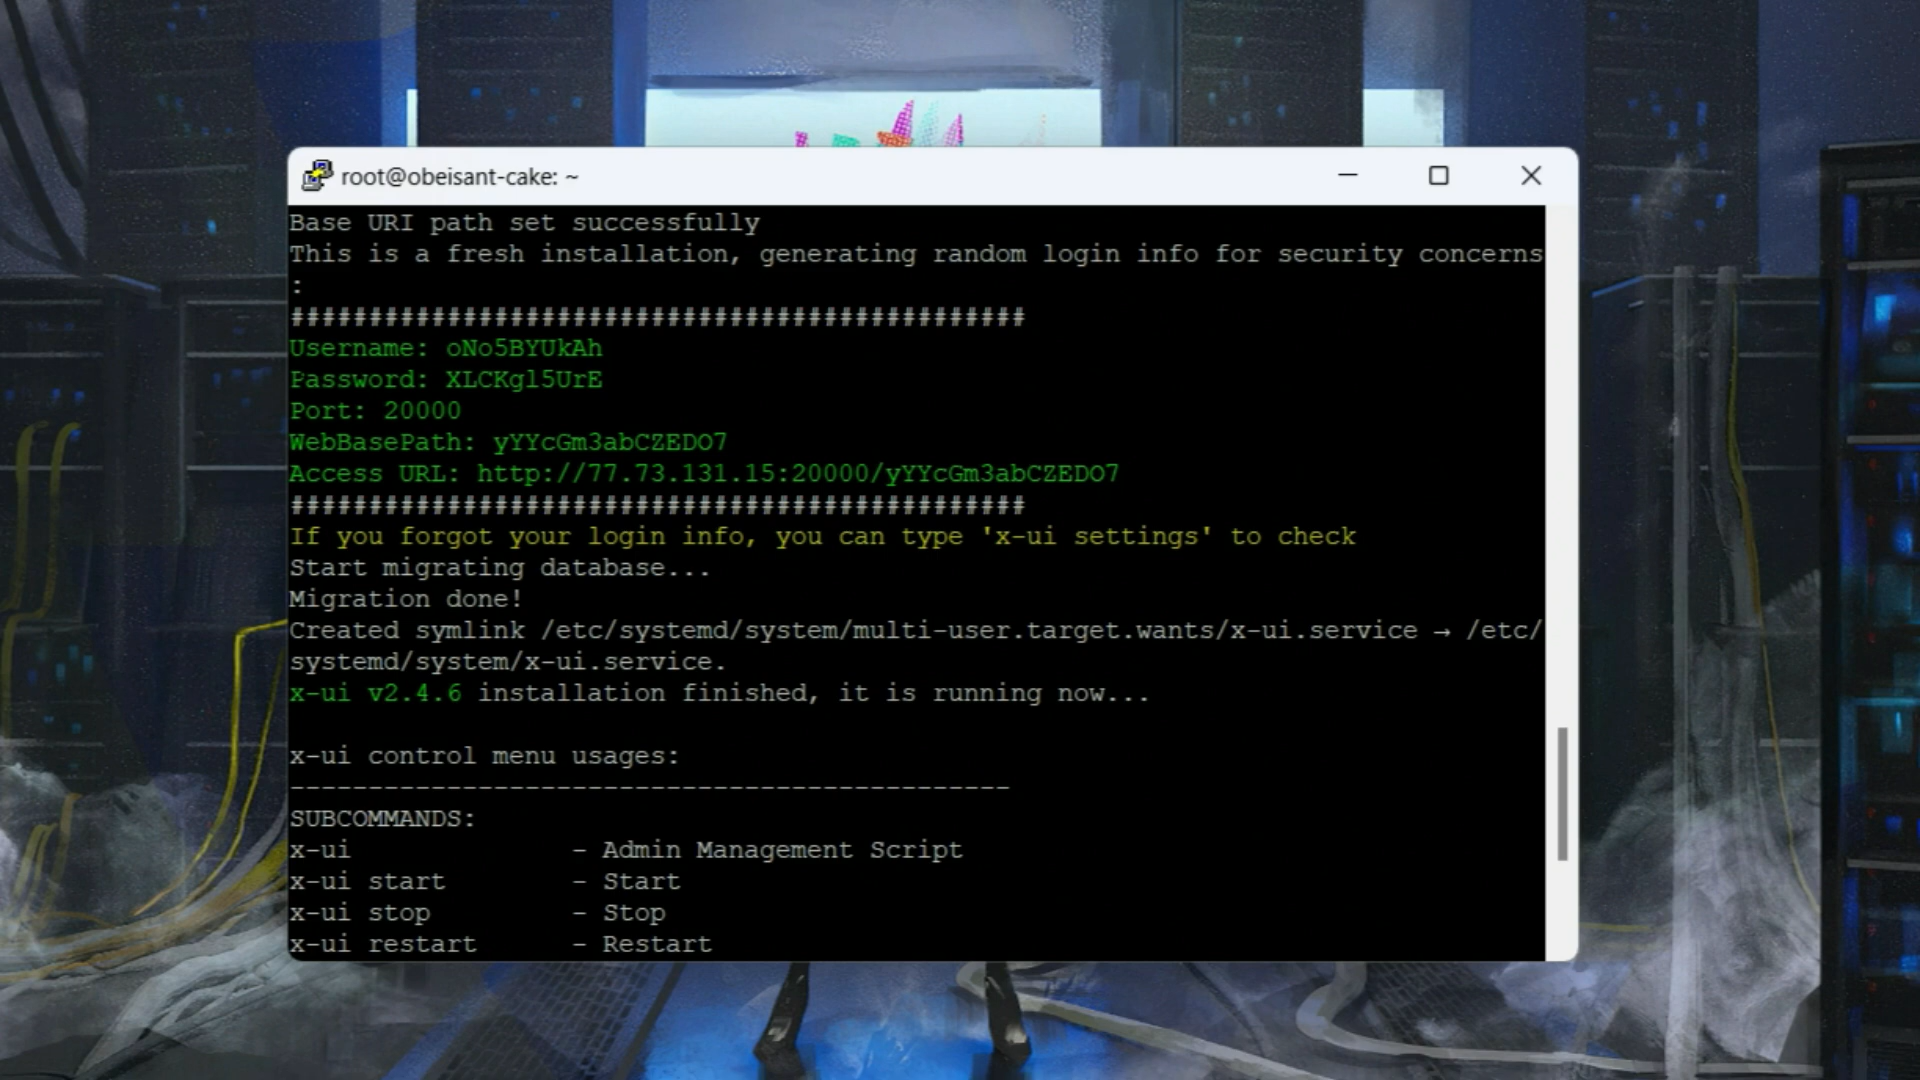 root@obeisant-cake: ~
Base URI path set successfully
This is a fresh installation, generating random login info for security concerns
:
###############################################
Username: oNo5BYUkAh
Password: XLCKgl5UrE
Port: 20000
WebBasePath: yYYcGm3abCZEDO7
Access URL: http://77.73.131.15:20000/yYYcGm3abCZEDO7
###############################################
If you forgot your login info, you can type 'x-ui settings' to check
Start migrating database...
Migration done!
Created symlink /etc/systemd/system/multi-user.target.wants/x-ui.service → /etc/
systemd/system/x-ui.service.
x-ui v2.4.6 installation finished, it is running now...
x-ui control menu usages:
----------------------------------------------
SUBCOMMANDS:
x-ui              - Admin Management Script
x-ui start        - Start
x-ui stop         - Stop
x-ui restart      - Restart